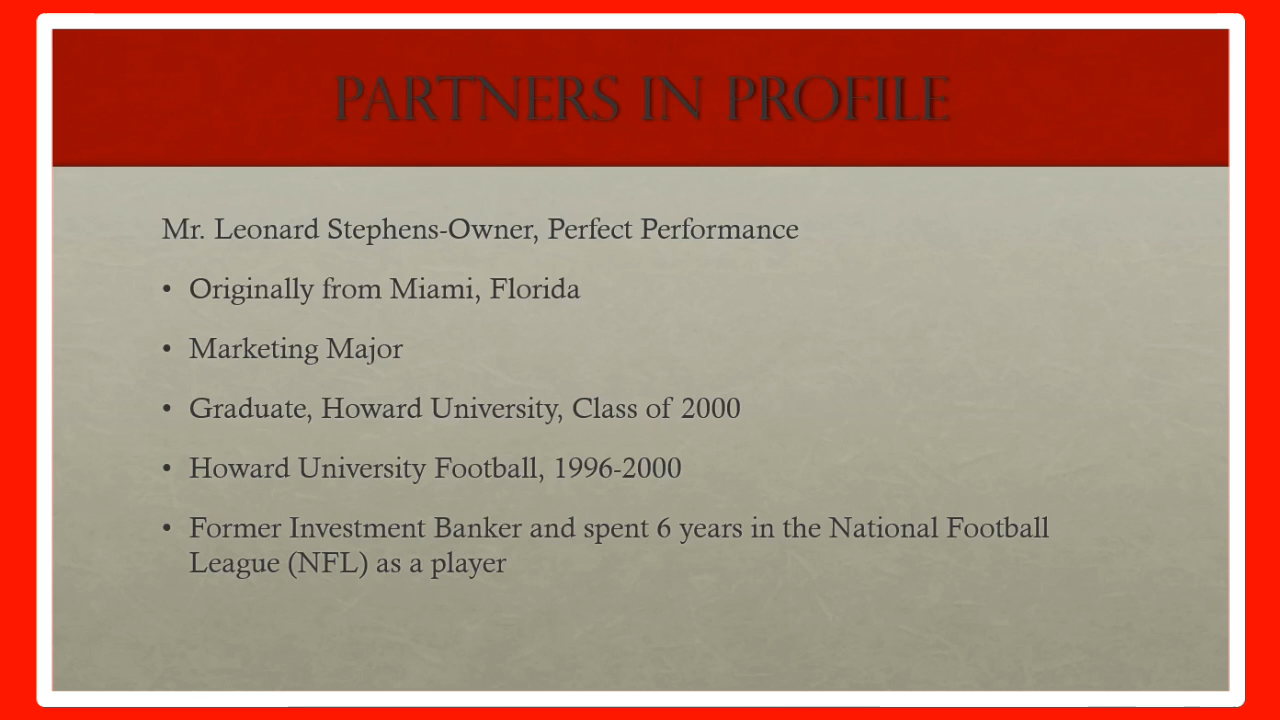 PARTNERS IN PROFILE
Mr. Leonard Stephens-Owner, Perfect Performance
• Originally from Miami, Florida
• Marketing Major
• Graduate, Howard University, Class of 2000
• Howard University Football, 1996-2000
• Former Investment Banker and spent 6 years in the National Football
League (NFL) as a player